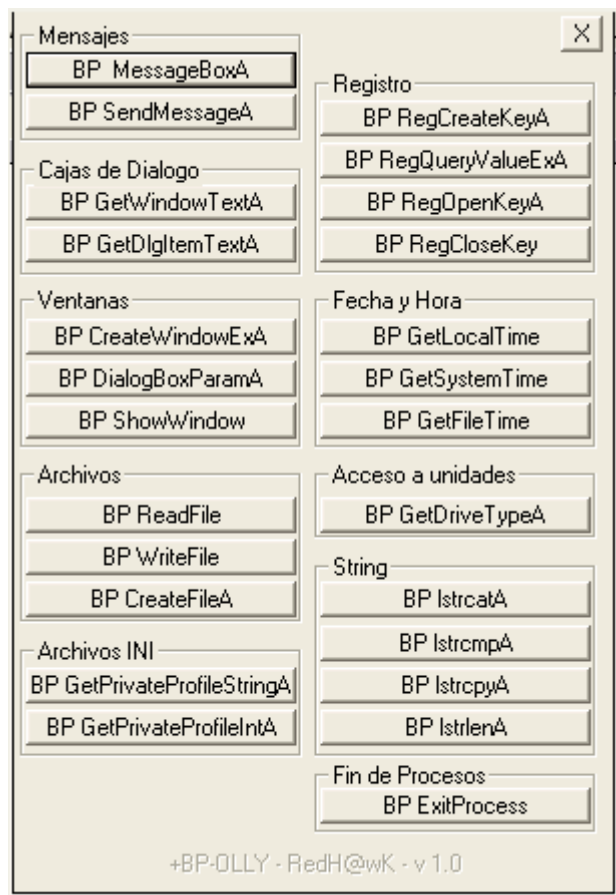 Mensajes
BP MessageBoxA
BP SendMessageA
Cajas de Dialogo
BP GetWindowTextA
BP GetDlgItemTextA
Ventanas
BP CreateWindowExA
BP DialogBoxParamA
BP ShowWindow
Archivos
BP ReadFile
BP WriteFile
BP CreateFileA
Archivos INI
BP GetPrivateProfileStringA
BP GetPrivateProfileIntA
X
Registro
BP RegCreateKeyA
BP RegQueryValueExA
BP RegOpenKeyA
BP RegCloseKey
Fecha y Hora
BP GetLocalTime
BP GetSystemTime
BP GetFileTime
Acceso a unidades
BP GetDriveTypeA
String
BP lstrcatA
BP lstrcmpA
BP lstrcpyA
BP lstrlenA
Fin de Procesos
BP ExitProcess
+BP-OLLY - RedH@wK - v 1.0